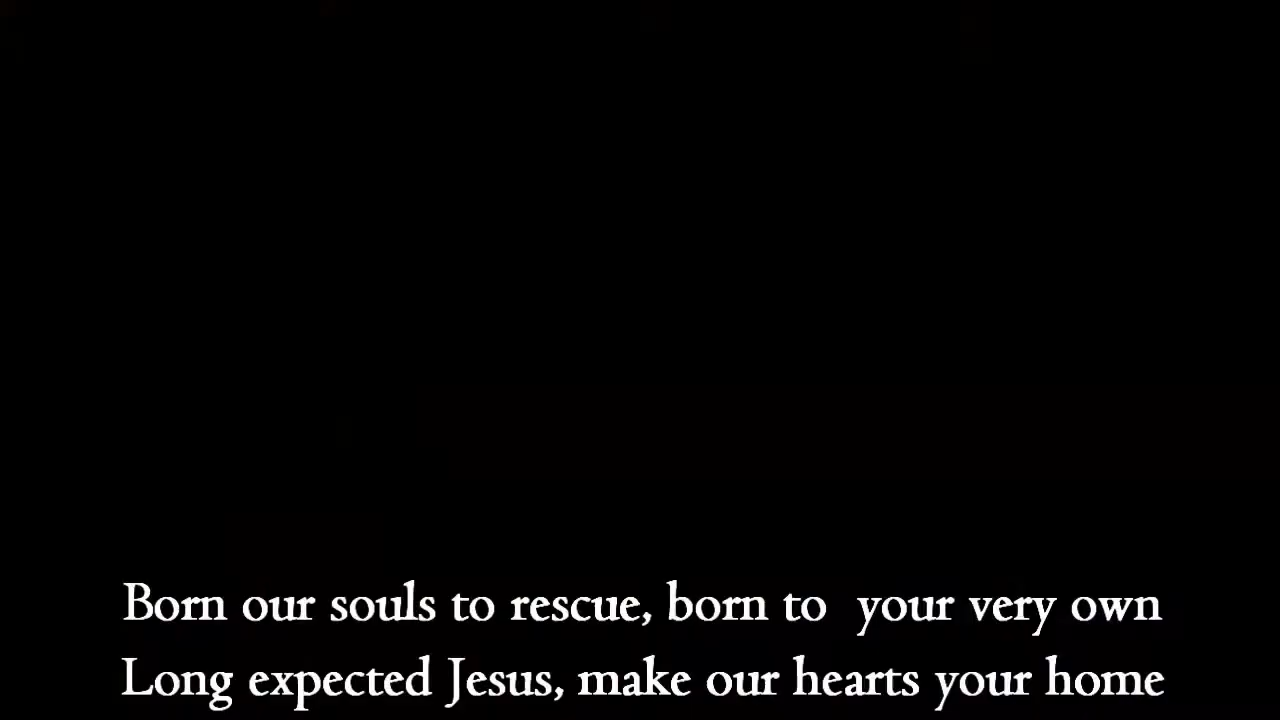 Born our souls to rescue, born to  your very own
Long expected Jesus, make our hearts your home